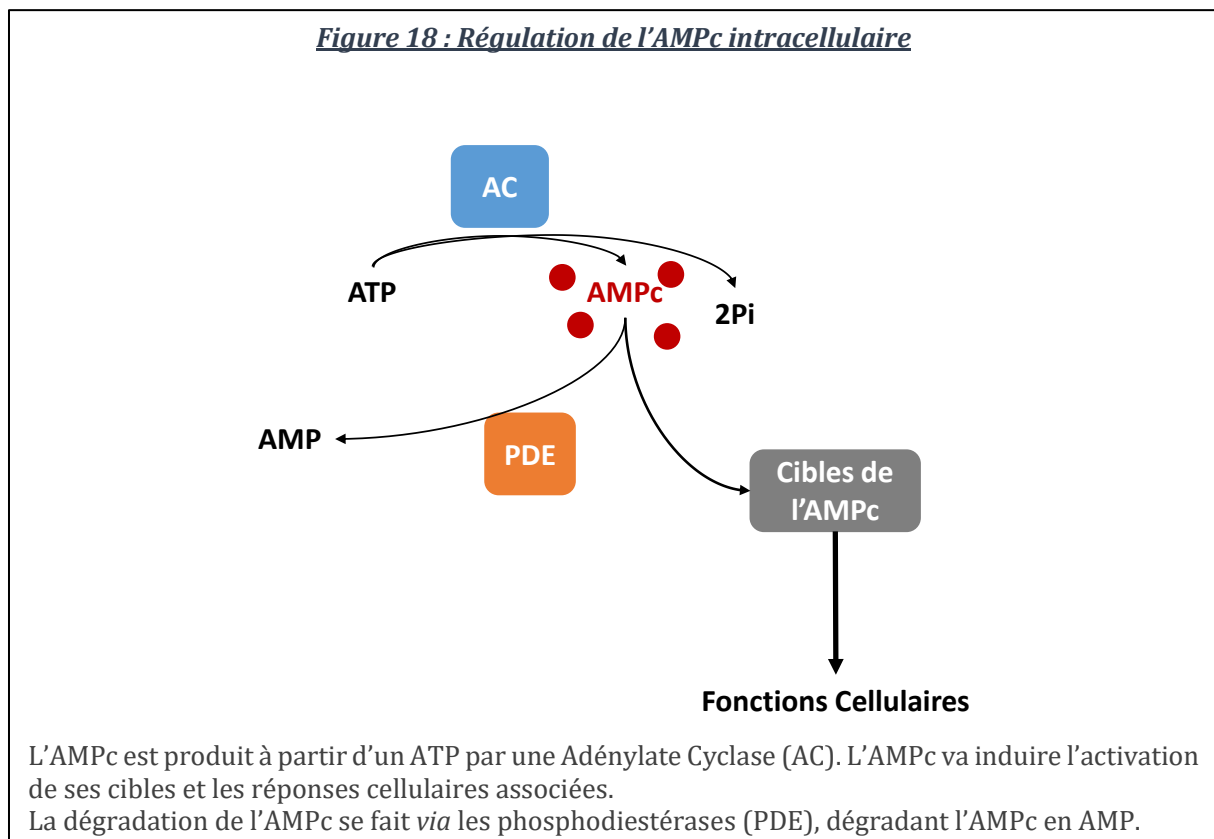 Figure 18 : Régulation de l’AMPc intracellulaire
AC
ATP
AMPc
2Pi
AMP
PDE
Cibles de
l’AMPc
Fonctions Cellulaires
L’AMPc est produit à partir d’un ATP par une Adénylate Cyclase (AC). L’AMPc va induire l’activation
de ses cibles et les réponses cellulaires associées.
La dégradation de l’AMPc se fait via les phosphodiestérases (PDE), dégradant l’AMPc en AMP.